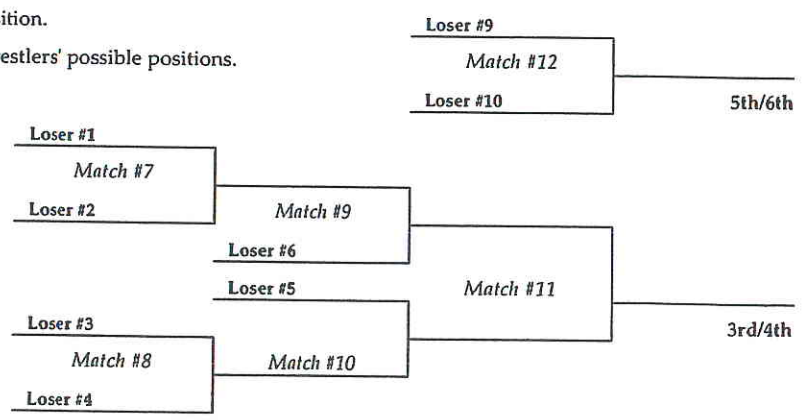 ition.
estlers' possible positions.
Loser #9
Match #12
Loser #10
5th/6th
Loser #1
Match #7
Loser #2
Match #9
Loser #6
Loser #5
Match #11
3rd/4th
Loser #3
Match #8
Match #10
Loser #4